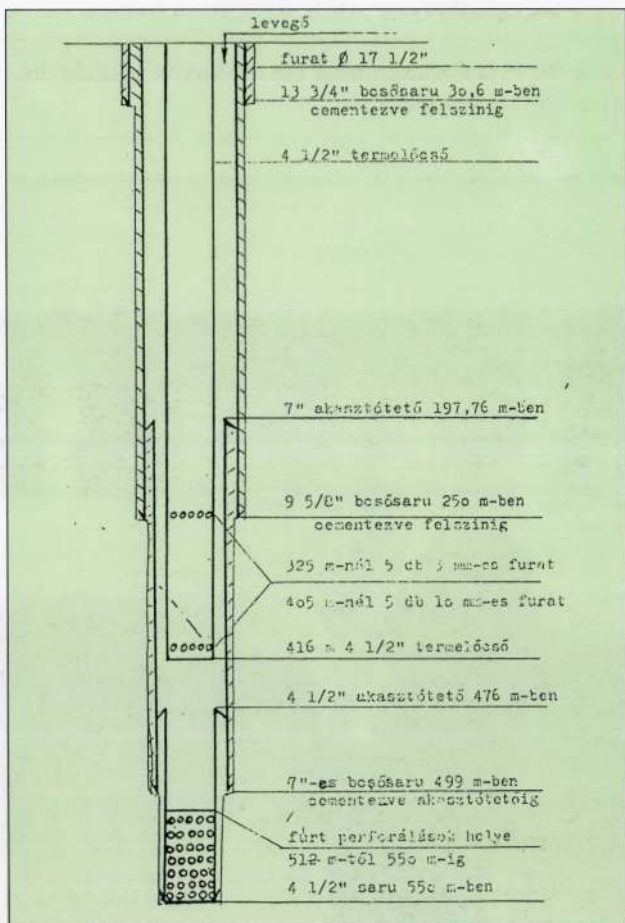 levegő
furat Ø 17 1/2"
13 3/4" bcsősaru 3o,6 m-ben
cementezve felszinig
4 1/2" termelőcső
7" akasztótető 197,76 m-ben
9 5/8" bcsősaru 25o m-ben
cementezve felszinig
325 m-nél 5 db 3 mm-es furat
4o5 m-nél 5 db 1o mm-es furat
416 m 4 1/2" termelőcső
4 1/2" akasztótető 476 m-ben
7"-es bcsősaru 499 m-ben
cementezve akasztótetőig
/
fúrt perforálások helye
512 m-től 55o m-ig
4 1/2" saru 55o m-ben